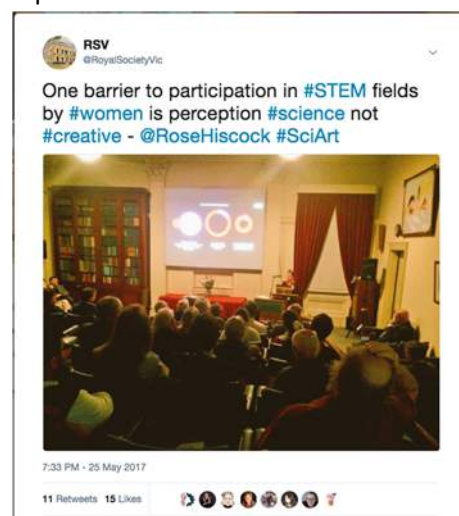 RSV
@RoyalSocietyVic
One barrier to participation in #STEM fields
by #women is perception #science not
#creative - @RoseHiscock #SciArt
7:33 PM - 25 May 2017
11 Retweets 15 Likes